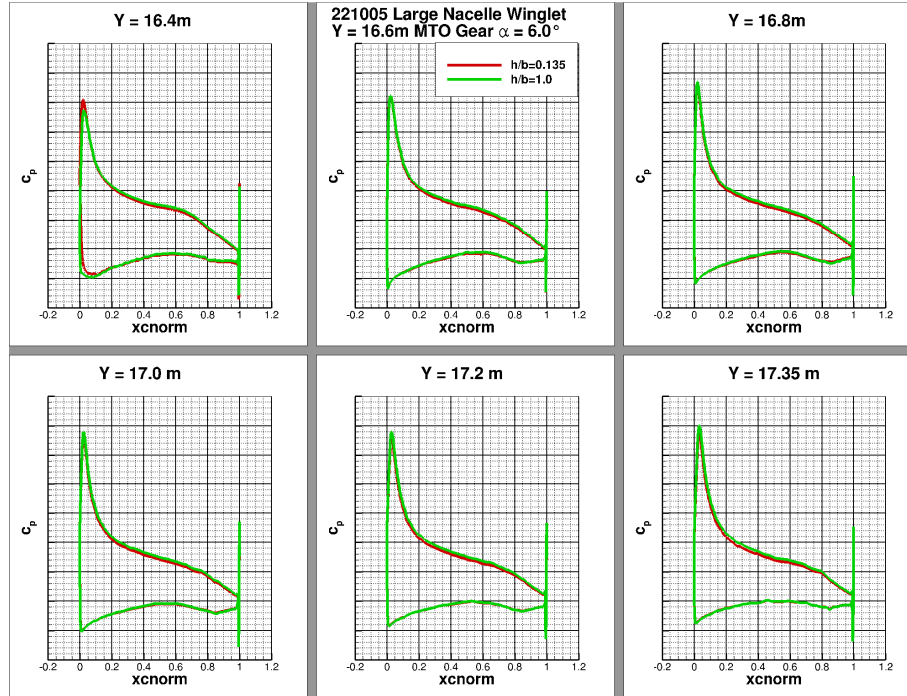 Y = 16.4m
221005 Large Nacelle Winglet
Y = 16.6m MTO Gear α = 6.0°
Y = 16.8m
h/b=0.135
h/b=1.0
cp
cp
cp
-0.2 0 0.2 0.4 0.6 0.8 1 1.2
-0.2 0 0.2 0.4 0.6 0.8 1 1.2
-0.2 0 0.2 0.4 0.6 0.8 1 1.2
xcnorm
xcnorm
xcnorm
Y = 17.0 m
Y = 17.2 m
Y = 17.35 m
cp
cp
cp
-0.2 0 0.2 0.4 0.6 0.8 1 1.2
-0.2 0 0.2 0.4 0.6 0.8 1 1.2
-0.2 0 0.2 0.4 0.6 0.8 1 1.2
xcnorm
xcnorm
xcnorm